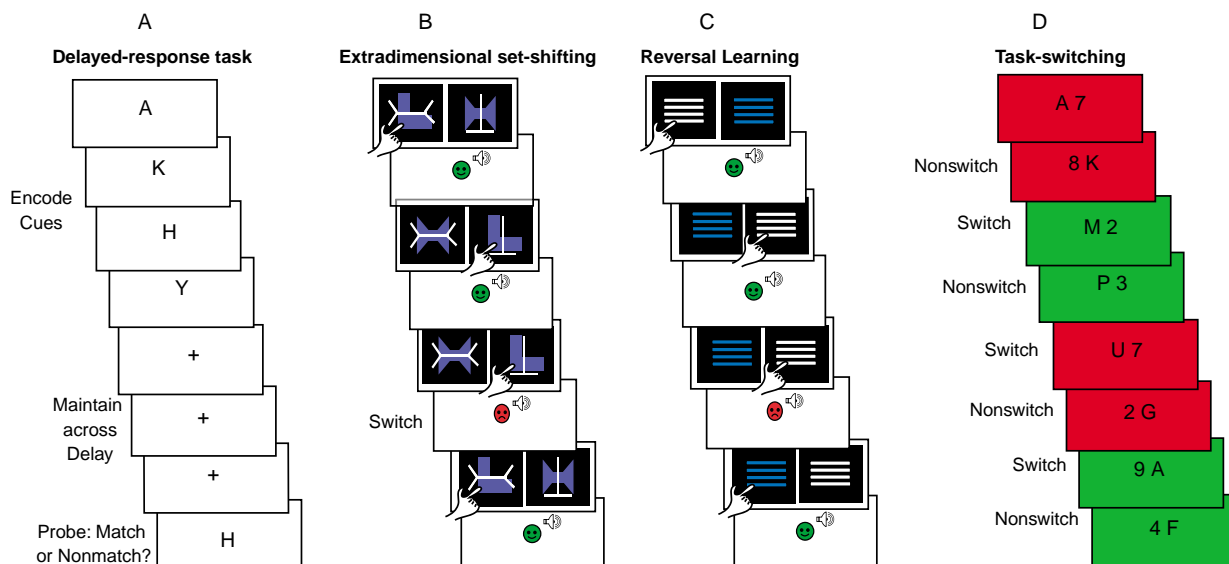 A
Delayed-response task
A
K
Encode
Cues
H
Y
+
Maintain
across
Delay
+
+
Probe: Match
or Nonmatch?
H
B
Extradimensional set-shifting
Switch
C
Reversal Learning
D
Task-switching
A 7
Nonswitch
8 K
Switch
M 2
Nonswitch
P 3
Switch
U 7
Nonswitch
2 G
Switch
9 A
Nonswitch
4 F